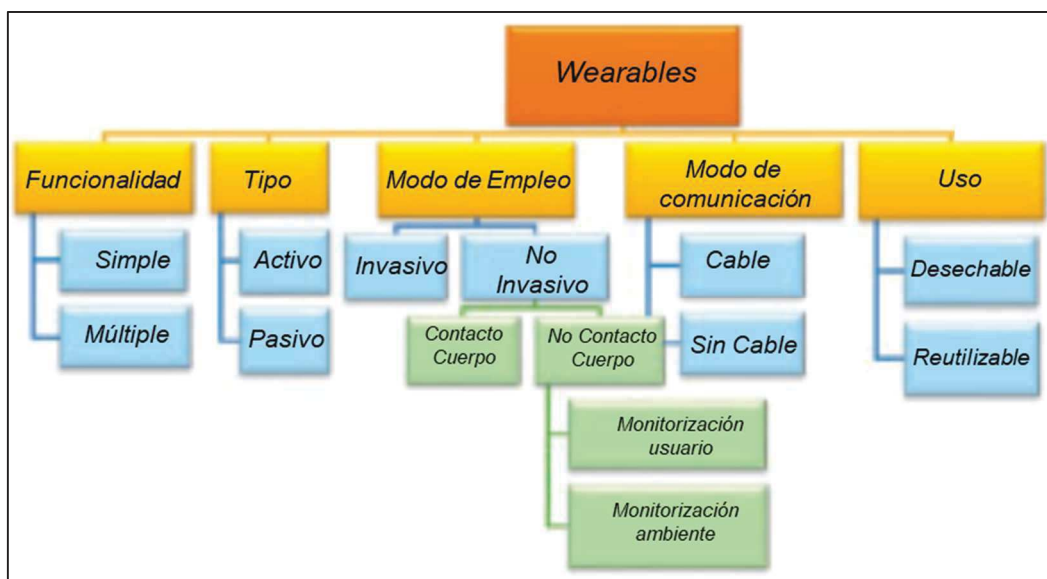 Wearables
Funcionalidad
Tipo
Modo de Empleo
Modo de
comunicación
Uso
Simple
Activo
Invasivo
No
Invasivo
Cable
Desechable
Múltiple
Pasivo
Contacto
Cuerpo
No Contacto
Cuerpo
Sin Cable
Reutilizable
Monitorización
usuario
Monitorización
ambiente